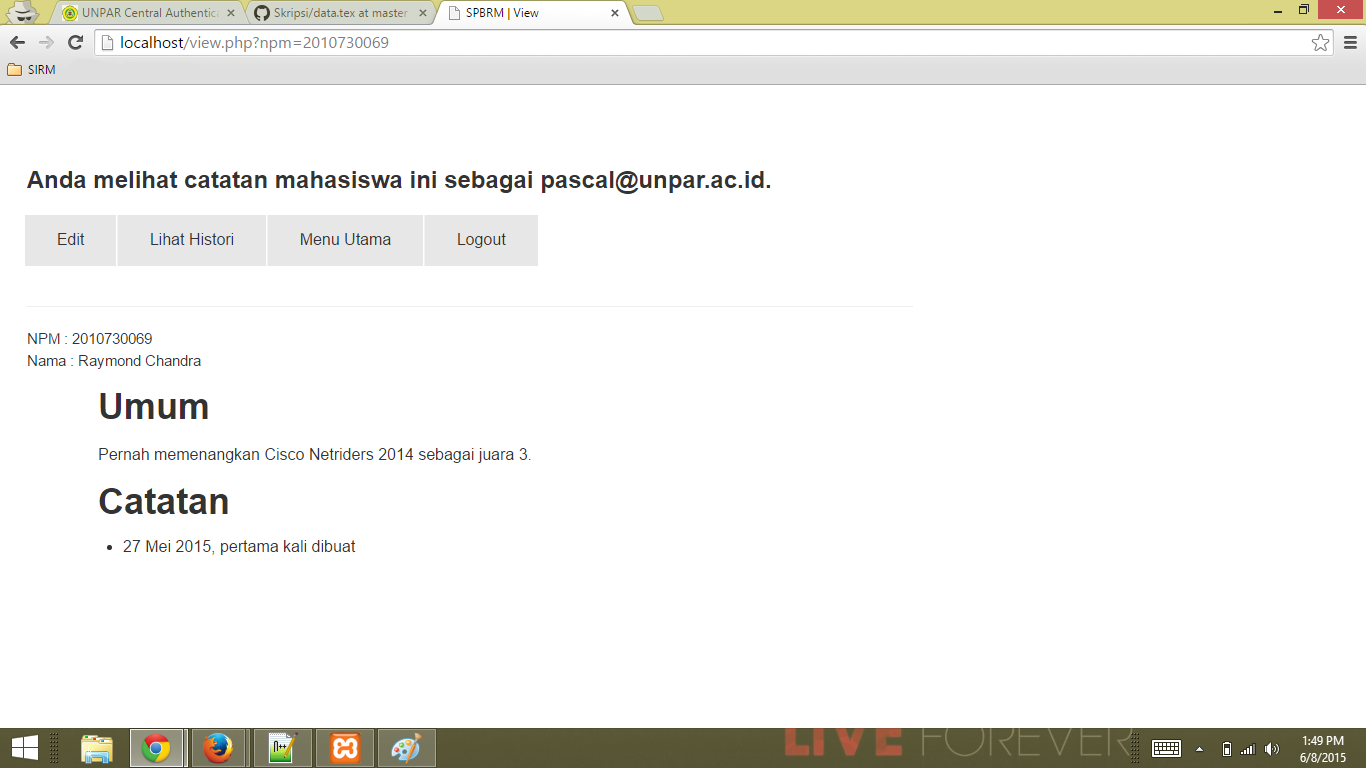 UNPAR Central Authentic
Skripsi/data.tex at master
SPBRM | View
localhost/view.php?npm=2010730069
SIRM
Anda melihat catatan mahasiswa ini sebagai pascal@unpar.ac.id.
Edit Lihat Histori Menu Utama Logout
NPM : 2010730069
Nama : Raymond Chandra
Umum
Pernah memenangkan Cisco Netriders 2014 sebagai juara 3.
Catatan
27 Mei 2015, pertama kali dibuat
LIVE FOREVER
1:49 PM
6/8/2015